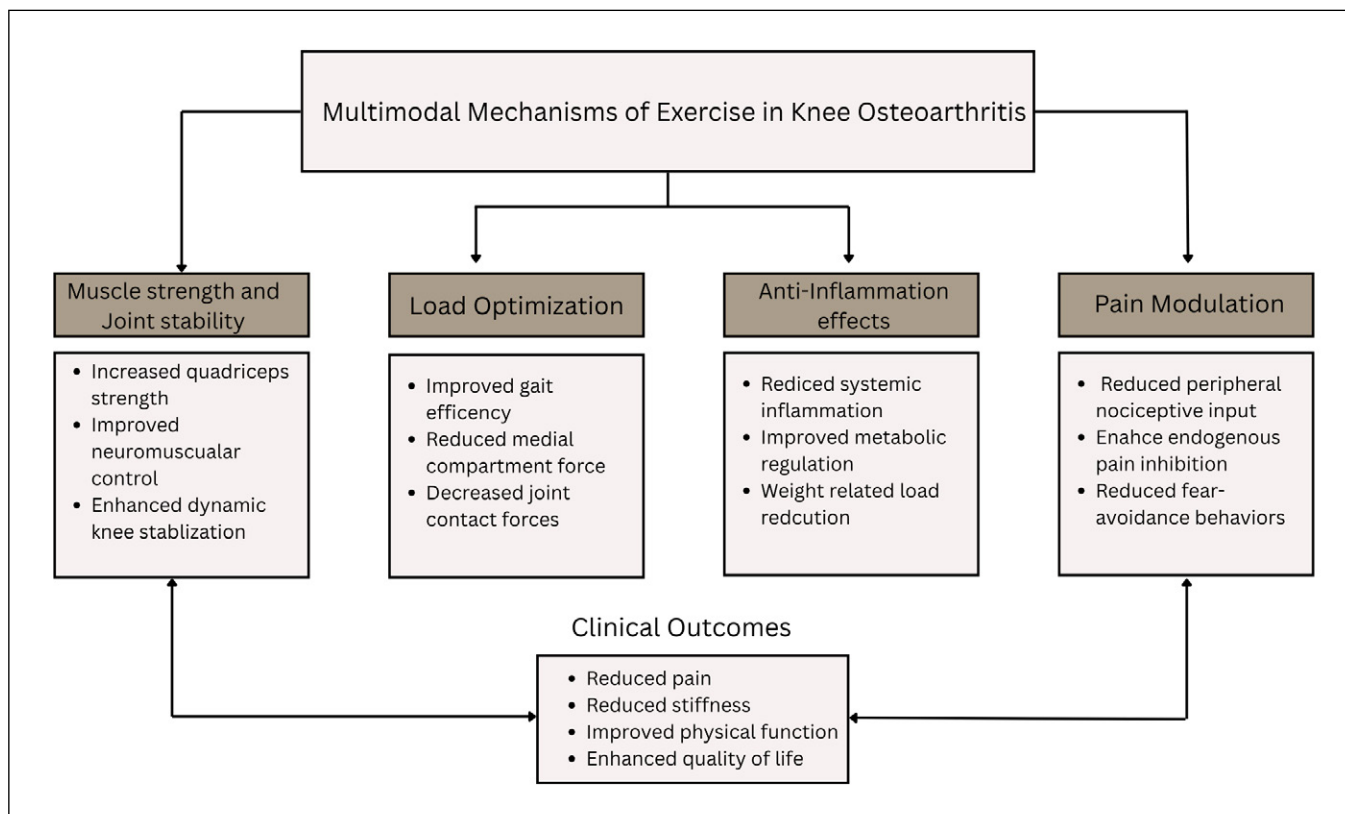 Multimodal Mechanisms of Exercise in Knee Osteoarthritis
Muscle strength and
Joint stability
• Increased quadriceps
strength
• Improved
neuromuscualar
control
• Enhanced dynamic
knee stablization
Load Optimization
• Improved gait
efficency
• Reduced medial
compartment force
• Decreased joint
contact forces
Anti-Inflammation
effects
• Rediced systemic
inflammation
• Improved metabolic
regulation
• Weight related load
redcution
Pain Modulation
• Reduced peripheral
nociceptive input
• Enahce endogenous
pain inhibition
• Reduced fear-
avoidance behaviors
Clinical Outcomes
• Reduced pain
• Reduced stiffness
• Improved physical function
• Enhanced quality of life